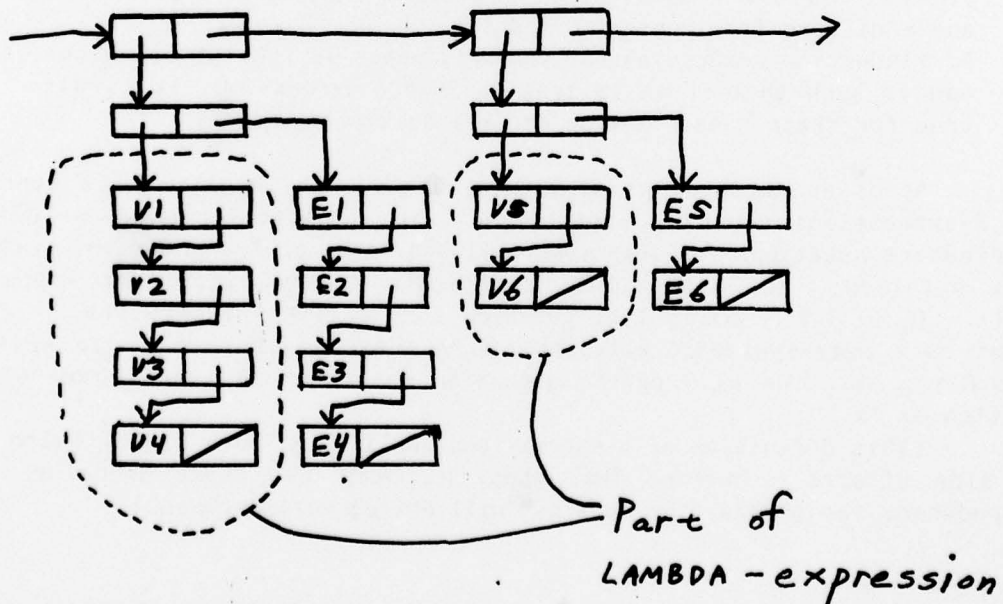 V1 E1 V5 E5
V2 E2 V6 E6
V3 E3
V4 E4
Part of
LAMBDA - expression